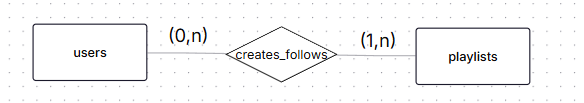 (0,n)
(1,n)
users
creates_follows
playlists